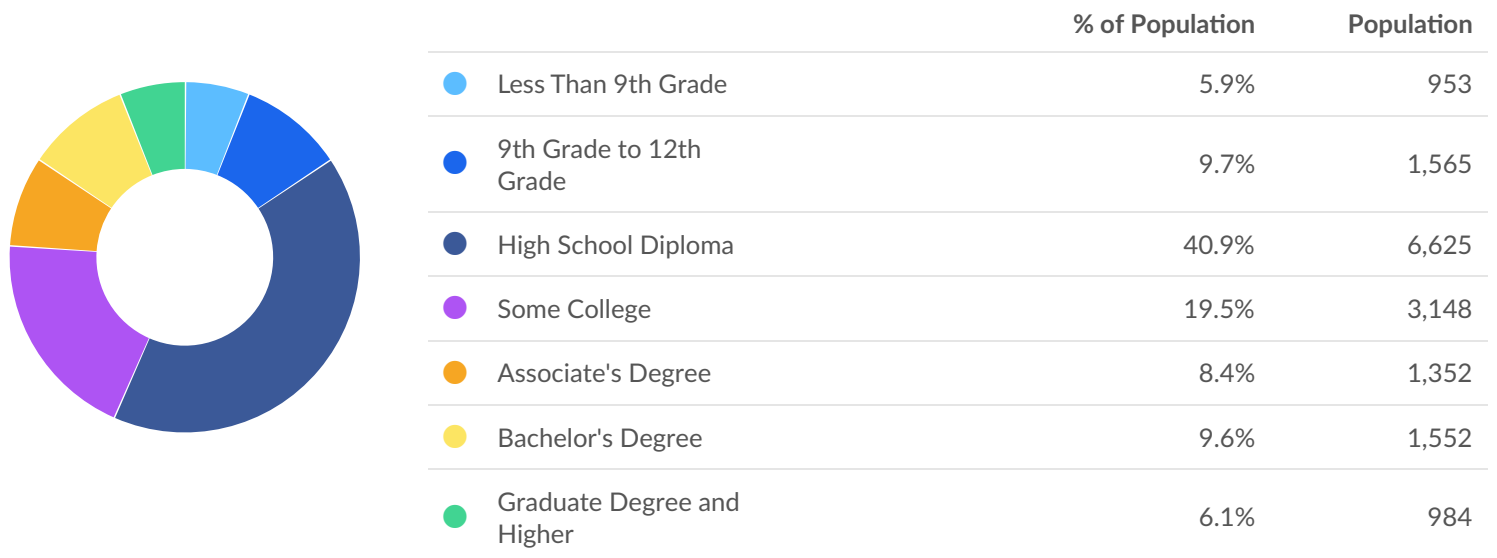 % of Population Population
Less Than 9th Grade 5.9% 953
9th Grade to 12th
Grade 9.7% 1,565
High School Diploma 40.9% 6,625
Some College 19.5% 3,148
Associate's Degree 8.4% 1,352
Bachelor's Degree 9.6% 1,552
Graduate Degree and
Higher 6.1% 984